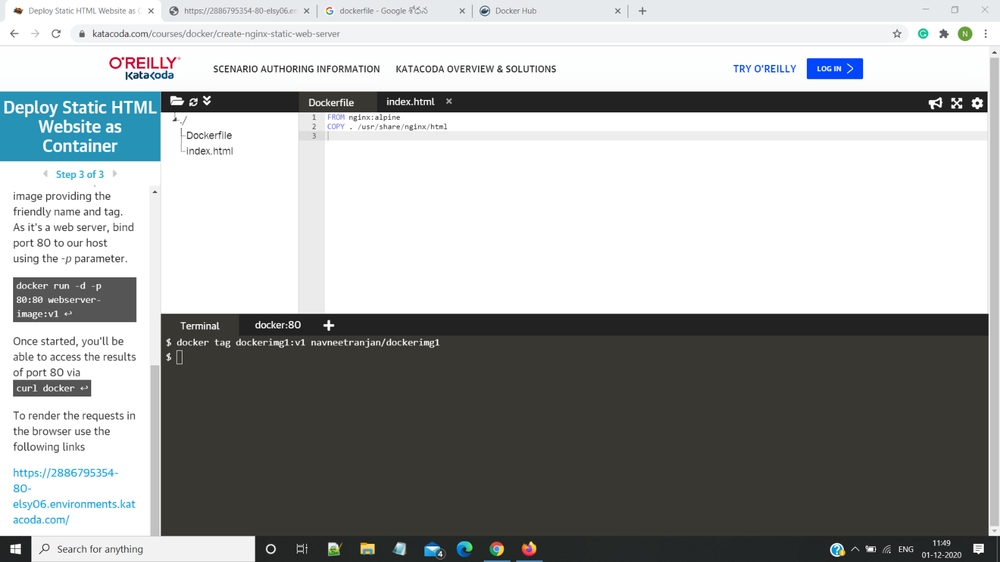 Deploy Static HTML Website as C
https://2886795354-80-elsy06.en
dockerfile - Google శోధన
Docker Hub
katacoda.com/courses/docker/create-nginx-static-web-server
N
O'REILLY
Katacoda
SCENARIO AUTHORING INFORMATION
KATACODA OVERVIEW & SOLUTIONS
TRY O'REILLY
LOG IN
Deploy Static HTML
Website as
Container
Step 3 of 3
image providing the
friendly name and tag.
As it's a web server, bind
port 80 to our host
using the -p parameter.
docker run -d -p
80:80 webserver-
image:v1 ↩
Once started, you'll be
able to access the results
of port 80 via
curl docker ↩
To render the requests in
the browser use the
following links
https://2886795354-
80-
elsy06.environments.kat
acoda.com/
./
Dockerfile
index.html
Dockerfile
index.html
1 FROM nginx:alpine
2 COPY . /usr/share/nginx/html
3
Terminal
docker:80
$ docker tag dockerimg1:v1 navneetranjan/dockerimg1
$
Search for anything
4
ENG
11:49
01-12-2020